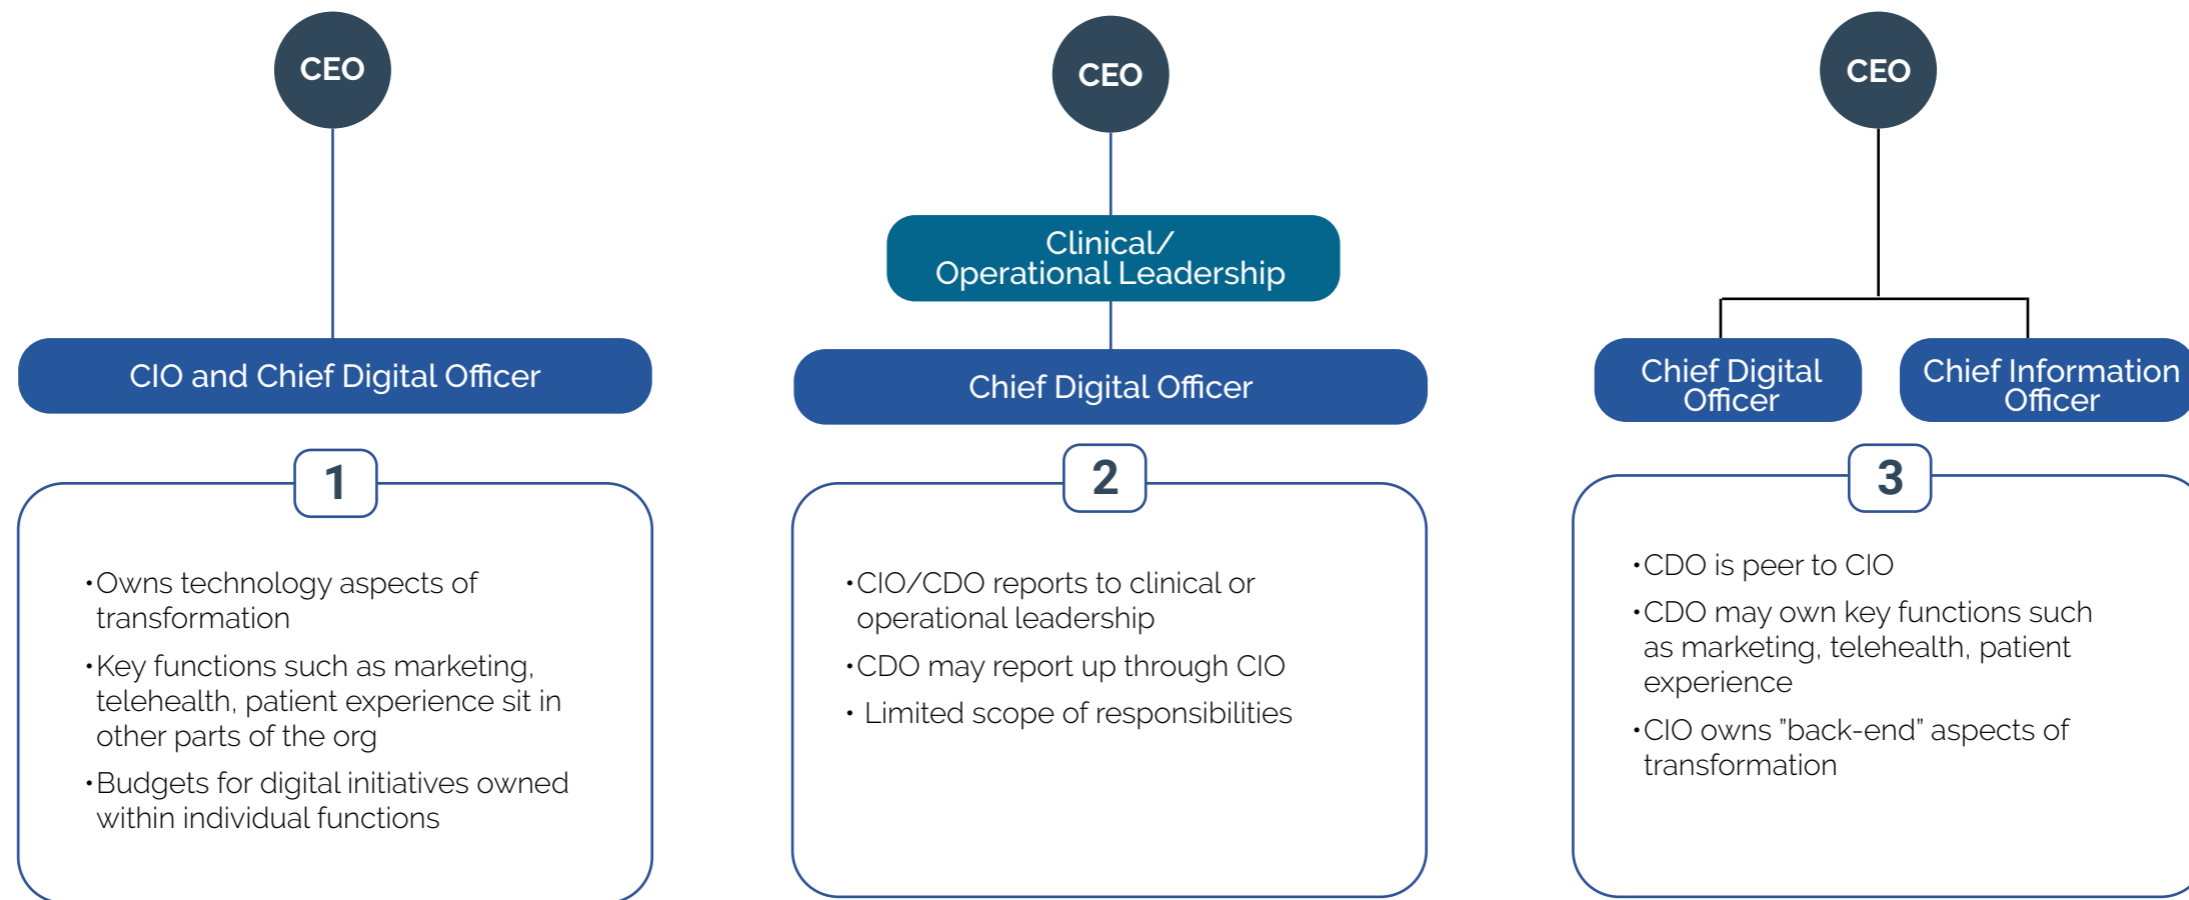 CEO
CIO and Chief Digital Officer
1
•Owns technology aspects of
transformation
•Key functions such as marketing,
telehealth, patient experience sit in
other parts of the org
•Budgets for digital initiatives owned
within individual functions
CEO
Clinical/
Operational Leadership
Chief Digital Officer
2
•CIO/CDO reports to clinical or
operational leadership
•CDO may report up through CIO
• Limited scope of responsibilities
CEO
Chief Digital
Officer
Chief Information
Officer
3
•CDO is peer to CIO
•CDO may own key functions such
as marketing, telehealth, patient
experience
•CIO owns ”back-end” aspects of
transformation